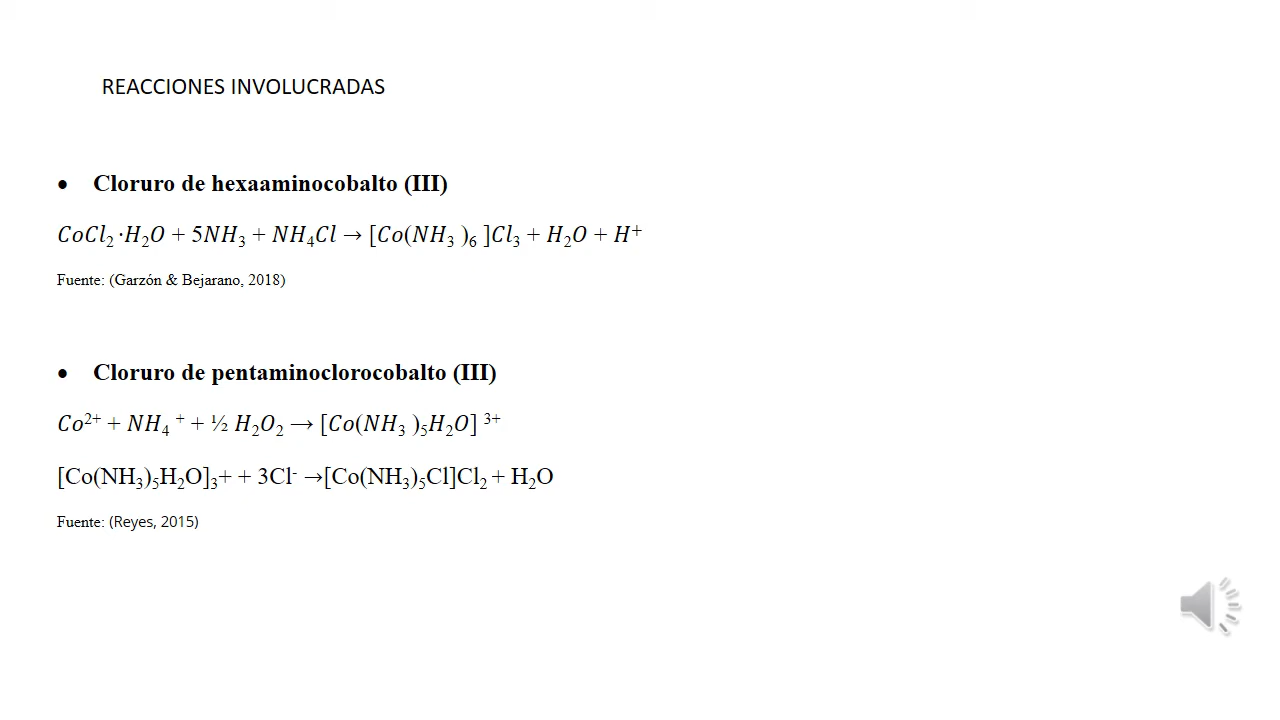 REACCIONES INVOLUCRADAS
• Cloruro de hexaaminocobalto (III)
CoCl₂ ·H₂O + 5NH₃ + NH₄Cl → [Co(NH₃ )₆ ]Cl₃ + H₂O + H⁺
Fuente: (Garzón & Bejarano, 2018)
• Cloruro de pentaminoclorocobalto (III)
Co²⁺ + NH₄ ⁺ + ½ H₂O₂ → [Co(NH₃ )₅H₂O] ³⁺
[Co(NH₃)₅H₂O]₃+ + 3Cl⁻ →[Co(NH₃)₅Cl]Cl₂ + H₂O
Fuente: (Reyes, 2015)